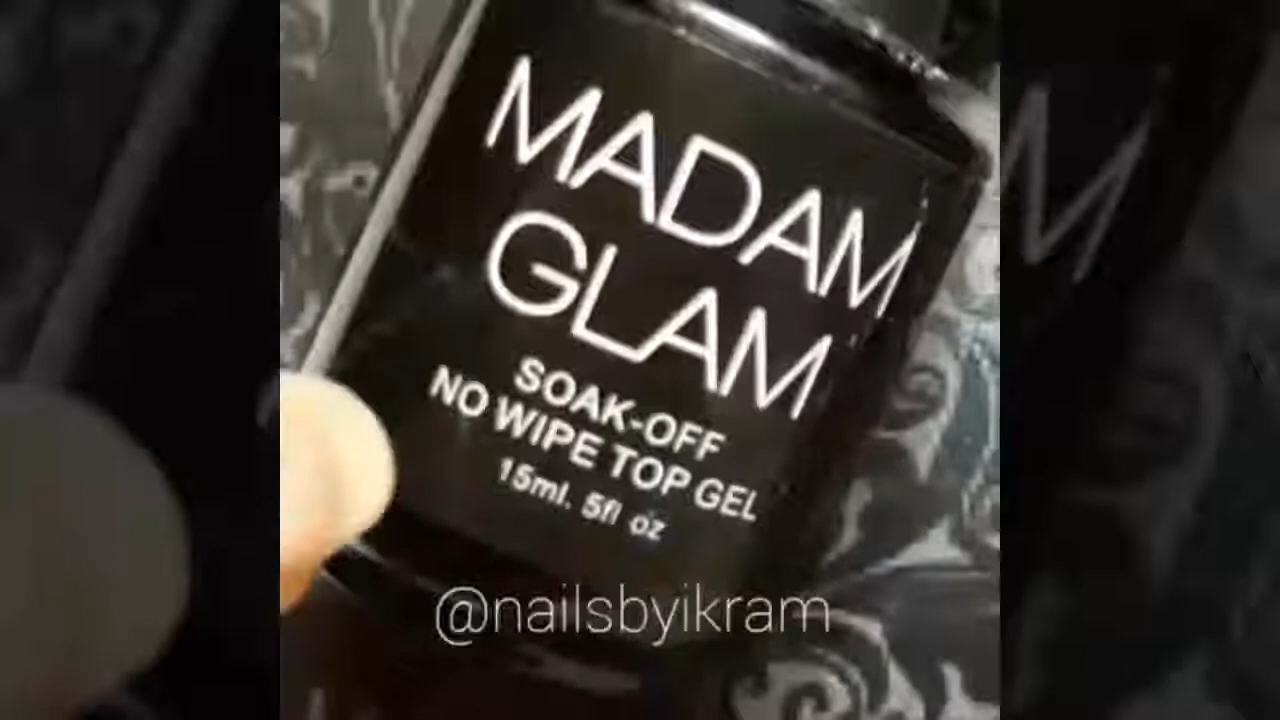 MADAM
GLAM
SOAK-OFF
NO WIPE TOP GEL
15ml. 5fl oz
@nailsbyikram